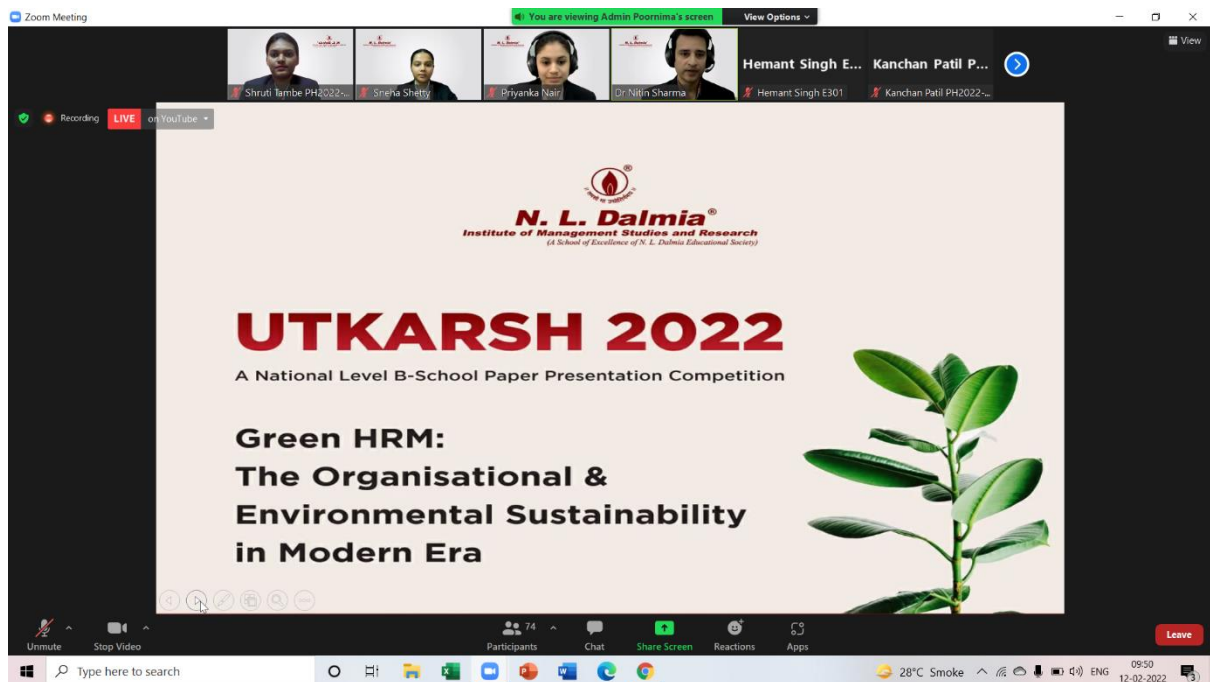 Zoom Meeting
You are viewing Admin Poornima's screen
View Options
View
Shruti Tambe PH2022-...
Sneha Shetty
Priyanka Nair
Dr Nitin Sharma
Hemant Singh E...
Hemant Singh E301
Kanchan Patil P...
Kanchan Patil PH2022-...
Recording
LIVE
on YouTube
N. L. Dalmia®
Institute of Management Studies and Research
(A School of Excellence of N. L. Dalmia Educational Society)
UTKARSH 2022
A National Level B-School Paper Presentation Competition
Green HRM:
The Organisational &
Environmental Sustainability
in Modern Era
Unmute
Stop Video
74
Participants
Chat
Share Screen
Reactions
Apps
Leave
Type here to search
28°C Smoke
ENG
09:50
12-02-2022
3